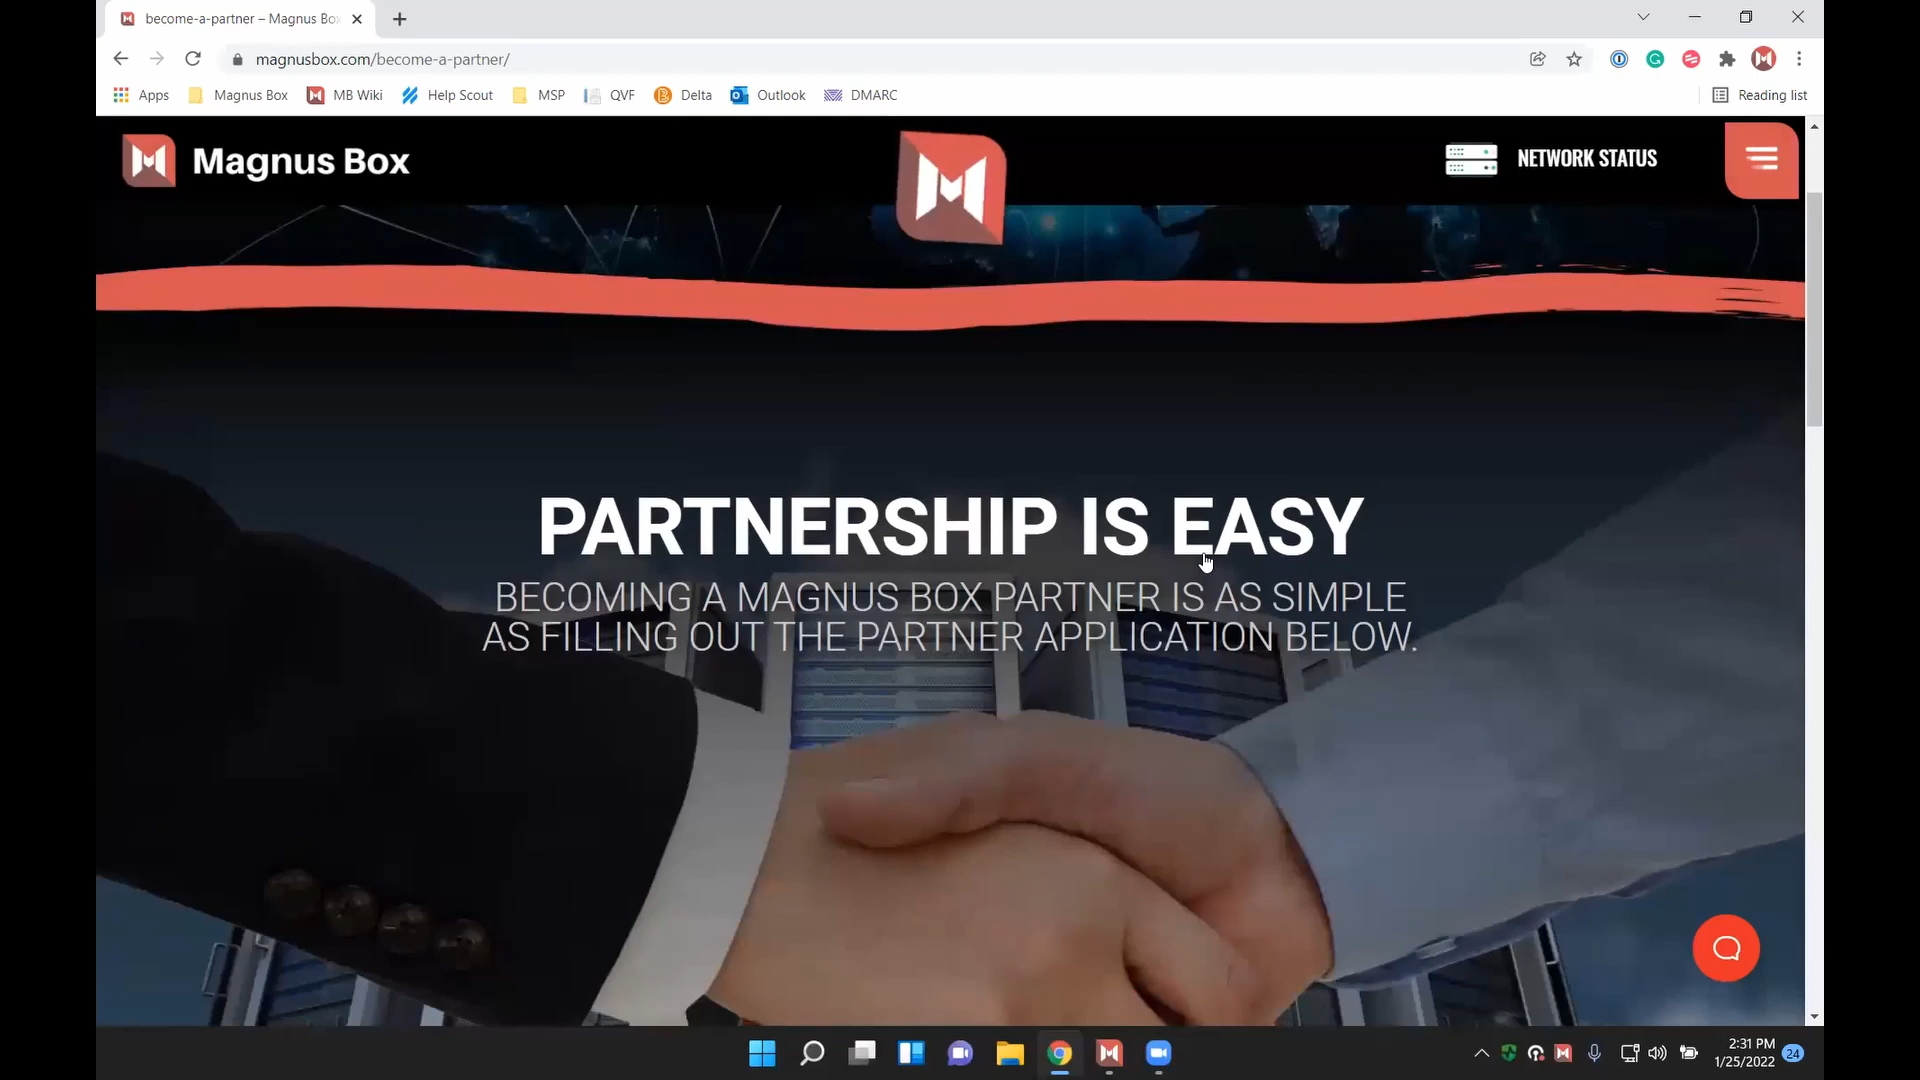 become-a-partner – Magnus Bo
magnusbox.com/become-a-partner/
Apps Magnus Box MB Wiki Help Scout MSP QVF Delta Outlook DMARC Reading list
Magnus Box
NETWORK STATUS
PARTNERSHIP IS EASY
BECOMING A MAGNUS BOX PARTNER IS AS SIMPLE
AS FILLING OUT THE PARTNER APPLICATION BELOW.
2:31 PM
1/25/2022
24